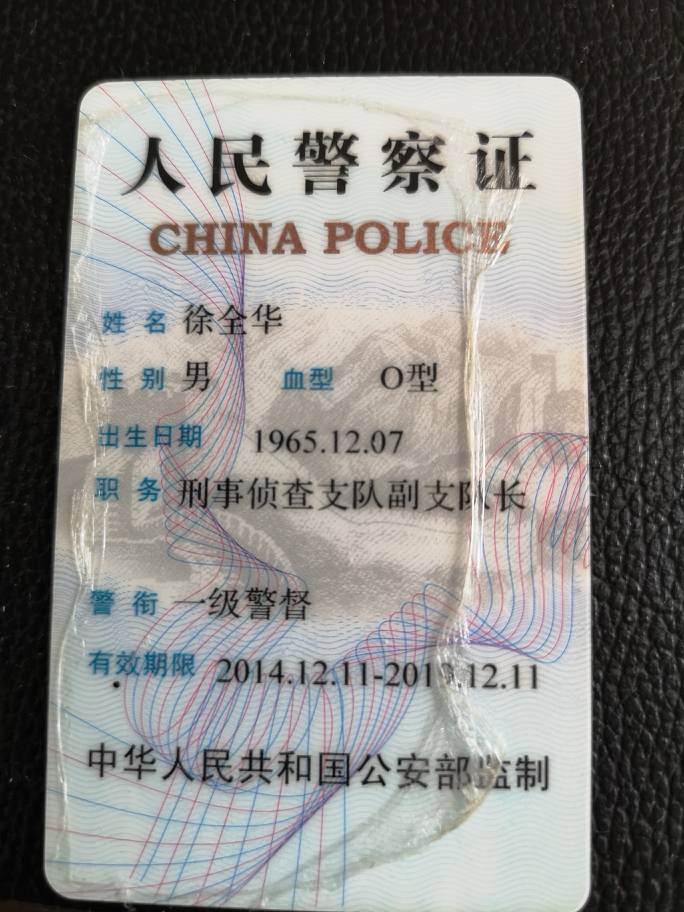 人民警察证
CHINA POLICE
姓名 徐全华
性别 男 血型 O型
出生日期 1965.12.07
职务 刑事侦查支队副支队长
警衔 一级警督
有效期限 2014.12.11-2019.12.11
中华人民共和国公安部监制